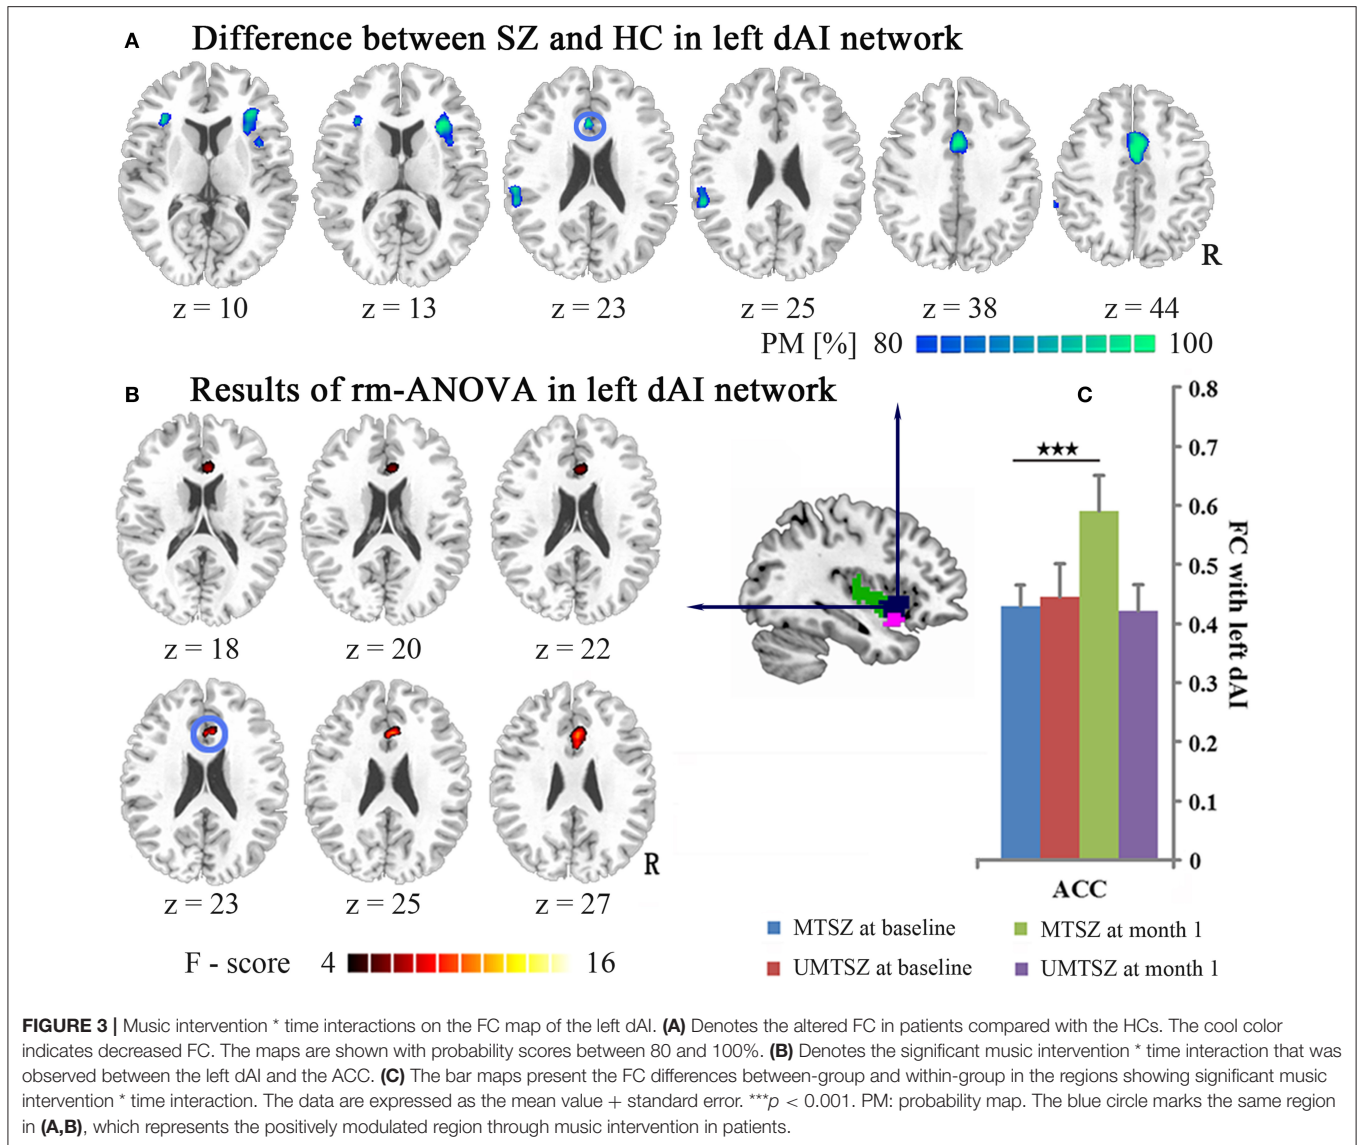 A Difference between SZ and HC in left dAI network
z = 10 z = 13 z = 23 z = 25 z = 38 z = 44
R
PM [%] 80 100
B Results of rm-ANOVA in left dAI network
z = 18 z = 20 z = 22
z = 23 z = 25 z = 27
R
F - score 4 16
C
★★★
0.8
0.7
0.6
0.5
0.4
0.3
0.2
0.1
0
FC with left dAI
ACC
MTSZ at baseline MTSZ at month 1
UMTSZ at baseline UMTSZ at month 1
FIGURE 3 | Music intervention * time interactions on the FC map of the left dAI. (A) Denotes the altered FC in patients compared with the HCs. The cool color
indicates decreased FC. The maps are shown with probability scores between 80 and 100%. (B) Denotes the significant music intervention * time interaction that was
observed between the left dAI and the ACC. (C) The bar maps present the FC differences between-group and within-group in the regions showing significant music
intervention * time interaction. The data are expressed as the mean value + standard error. ***p < 0.001. PM: probability map. The blue circle marks the same region
in (A,B), which represents the positively modulated region through music intervention in patients.